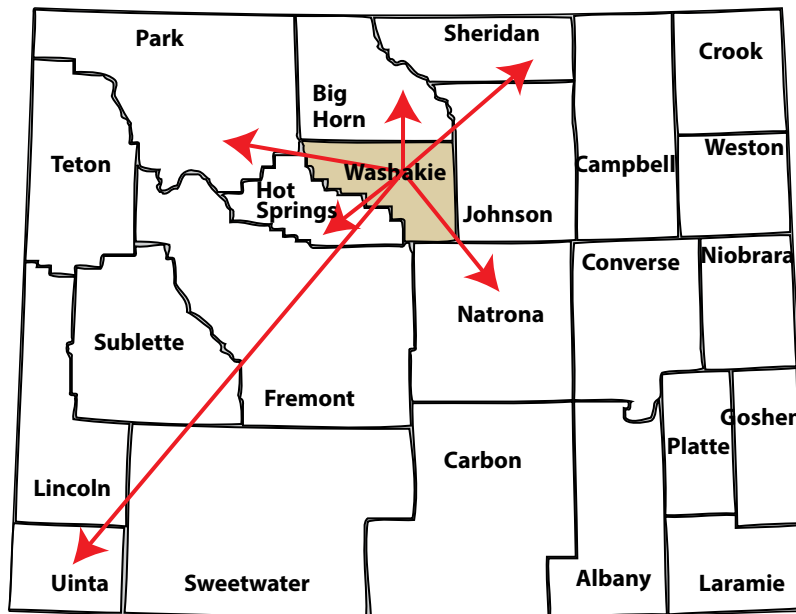 Park
Sheridan
Crook
Big
Horn
Teton
Washakie
Campbell
Weston
Hot
Springs
Johnson
Converse
Niobrara
Natrona
Sublette
Fremont
Goshen
Platte
Carbon
Lincoln
Uinta
Sweetwater
Albany
Laramie